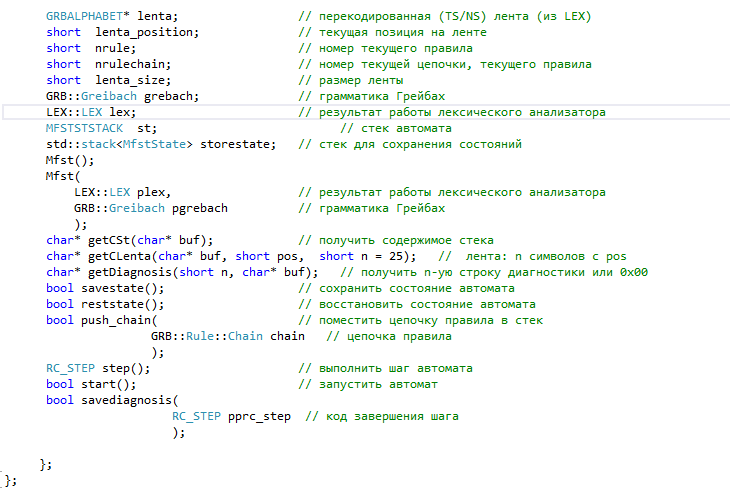 GRBALPHABET* lenta; // перекодированная (TS/NS) лента (из LEX)
short lenta_position; // текущая позиция на ленте
short nrule; // номер текущего правила
short nrulechain; // номер текущей цепочки, текущего правила
short lenta_size; // размер ленты
GRB::Greibach grebach; // грамматика Грейбах
LEX::LEX lex; // результат работы лексического анализатора
MFSTSTSTACK st; // стек автомата
std::stack<MfstState> storestate; // стек для сохранения состояний
Mfst();
Mfst(
LEX::LEX plex, // результат работы лексического анализатора
GRB::Greibach pgrebach // грамматика Грейбах
);
char* getCSt(char* buf); // получить содержимое стека
char* getCLenta(char* buf, short pos, short n = 25); // лента: n символов с pos
char* getDiagnosis(short n, char* buf); // получить n-ую строку диагностики или 0x00
bool savestate(); // сохранить состояние автомата
bool reststate(); // восстановить состояние автомата
bool push_chain( // поместить цепочку правила в стек
GRB::Rule::Chain chain // цепочка правила
);
RC_STEP step(); // выполнить шаг автомата
bool start(); // запустить автомат
bool savediagnosis(
RC_STEP pprc_step // код завершения шага
);
};
};